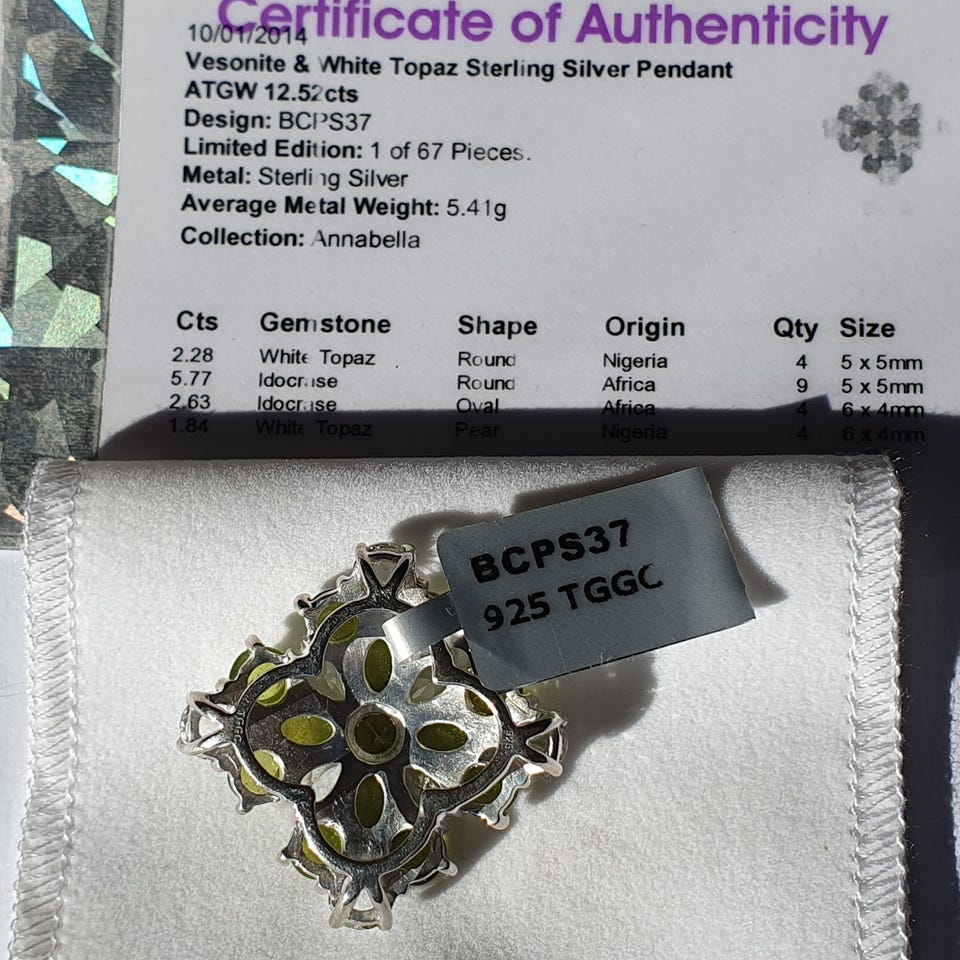 Certificate of Authenticity
10/01/2014
Vesonite & White Topaz Sterling Silver Pendant
ATGW 12.52cts
Design: BCPS37
Limited Edition: 1 of 67 Pieces.
Metal: Sterling Silver
Average Metal Weight: 5.41g
Collection: Annabella
Cts Gemstone Shape Origin Qty Size
2.28 White Topaz Round Nigeria 4 5 x 5mm
5.77 Idocrase Round Africa 9 5 x 5mm
2.63 Idocrase Oval Africa 4 6 x 4mm
1.84 White Topaz Pear Nigeria 4 6 x 4mm
BCPS37
925 TGGC